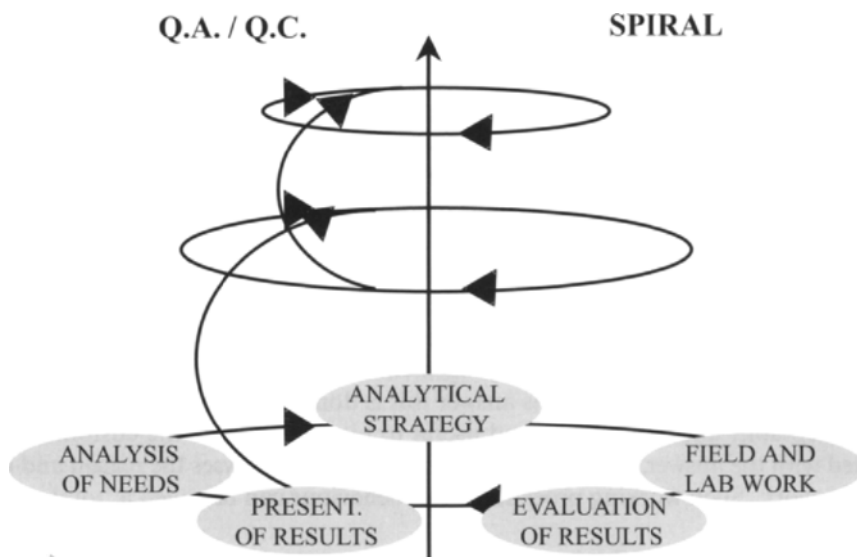 Q.A. / Q.C.
SPIRAL
ANALYTICAL
STRATEGY
ANALYSIS
OF NEEDS
FIELD AND
LAB WORK
PRESENT.
OF RESULTS
EVALUATION
OF RESULTS